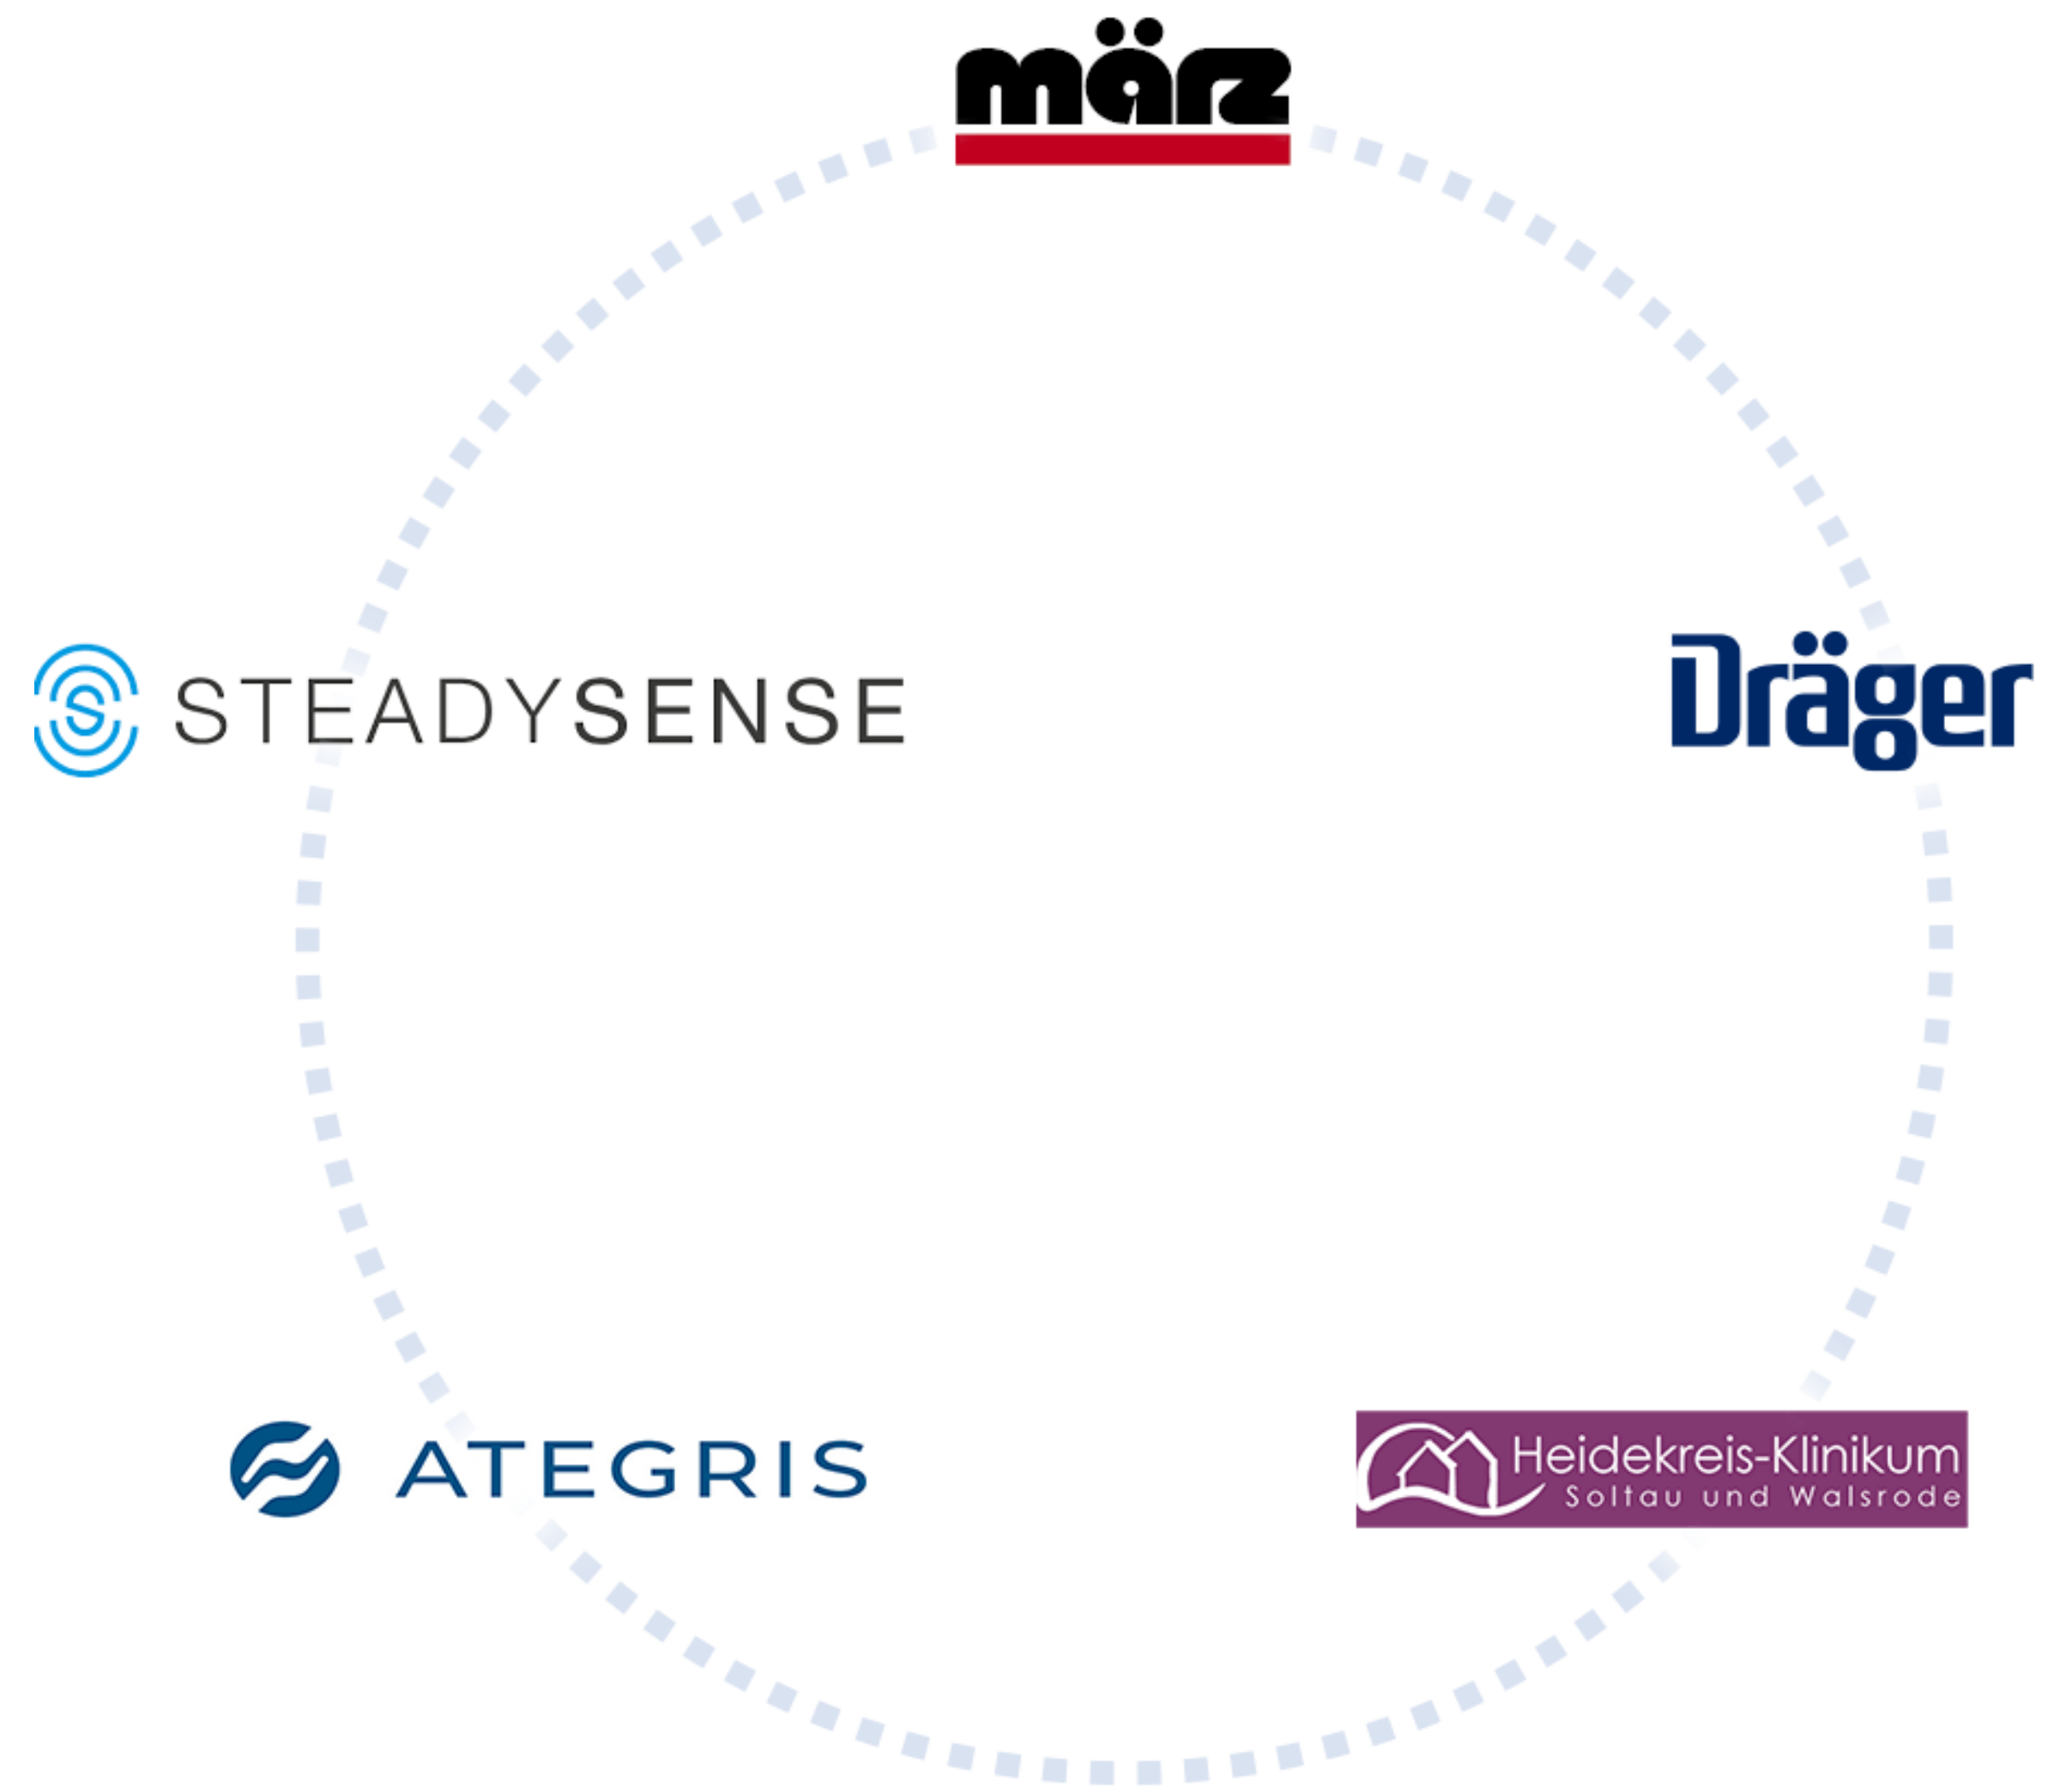 märz
STEADYSENSE
Dräger
ATEGRIS
Heidekreis-Klinikum
Soltau und Walsrode